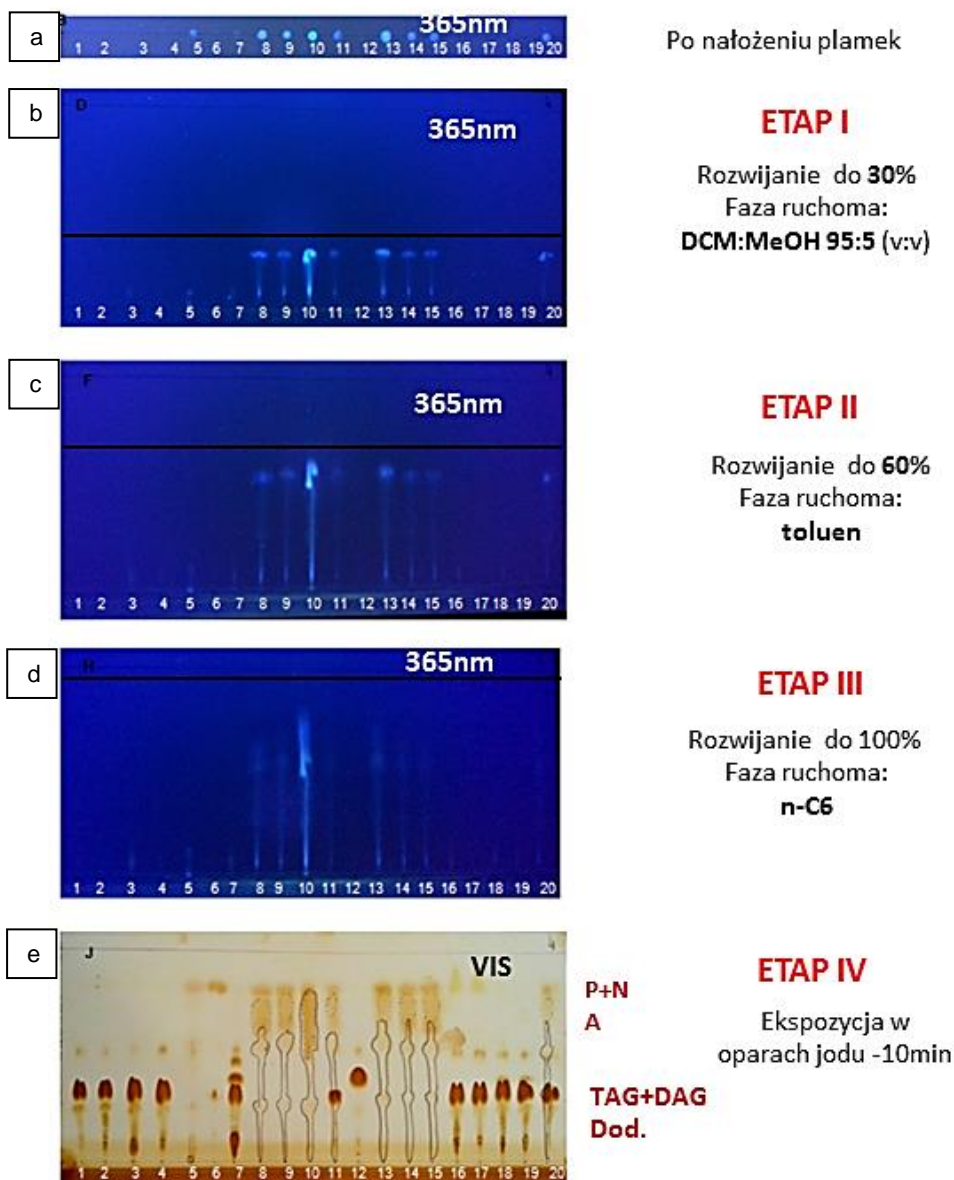 a
365nm
1 2 3 4 5 6 7 8 9 10 11 12 13 14 15 16 17 18 19 20
Po nałożeniu plamek
b
D
365nm
1 2 3 4 5 6 7 8 9 10 11 12 13 14 15 16 17 18 19 20
ETAP I
Rozwijanie do 30%
Faza ruchoma:
DCM:MeOH 95:5 (v:v)
c
F
365nm
1 2 3 4 5 6 7 8 9 10 11 12 13 14 15 16 17 18 19 20
ETAP II
Rozwijanie do 60%
Faza ruchoma:
toluen
d
H
365nm
1 2 3 4 5 6 7 8 9 10 11 12 13 14 15 16 17 18 19 20
ETAP III
Rozwijanie do 100%
Faza ruchoma:
n-C6
e
J
VIS
1 2 3 4 5 6 7 8 9 10 11 12 13 14 15 16 17 18 19 20
P+N
A
TAG+DAG
Dod.
ETAP IV
Ekspozycja w
oparach jodu -10min